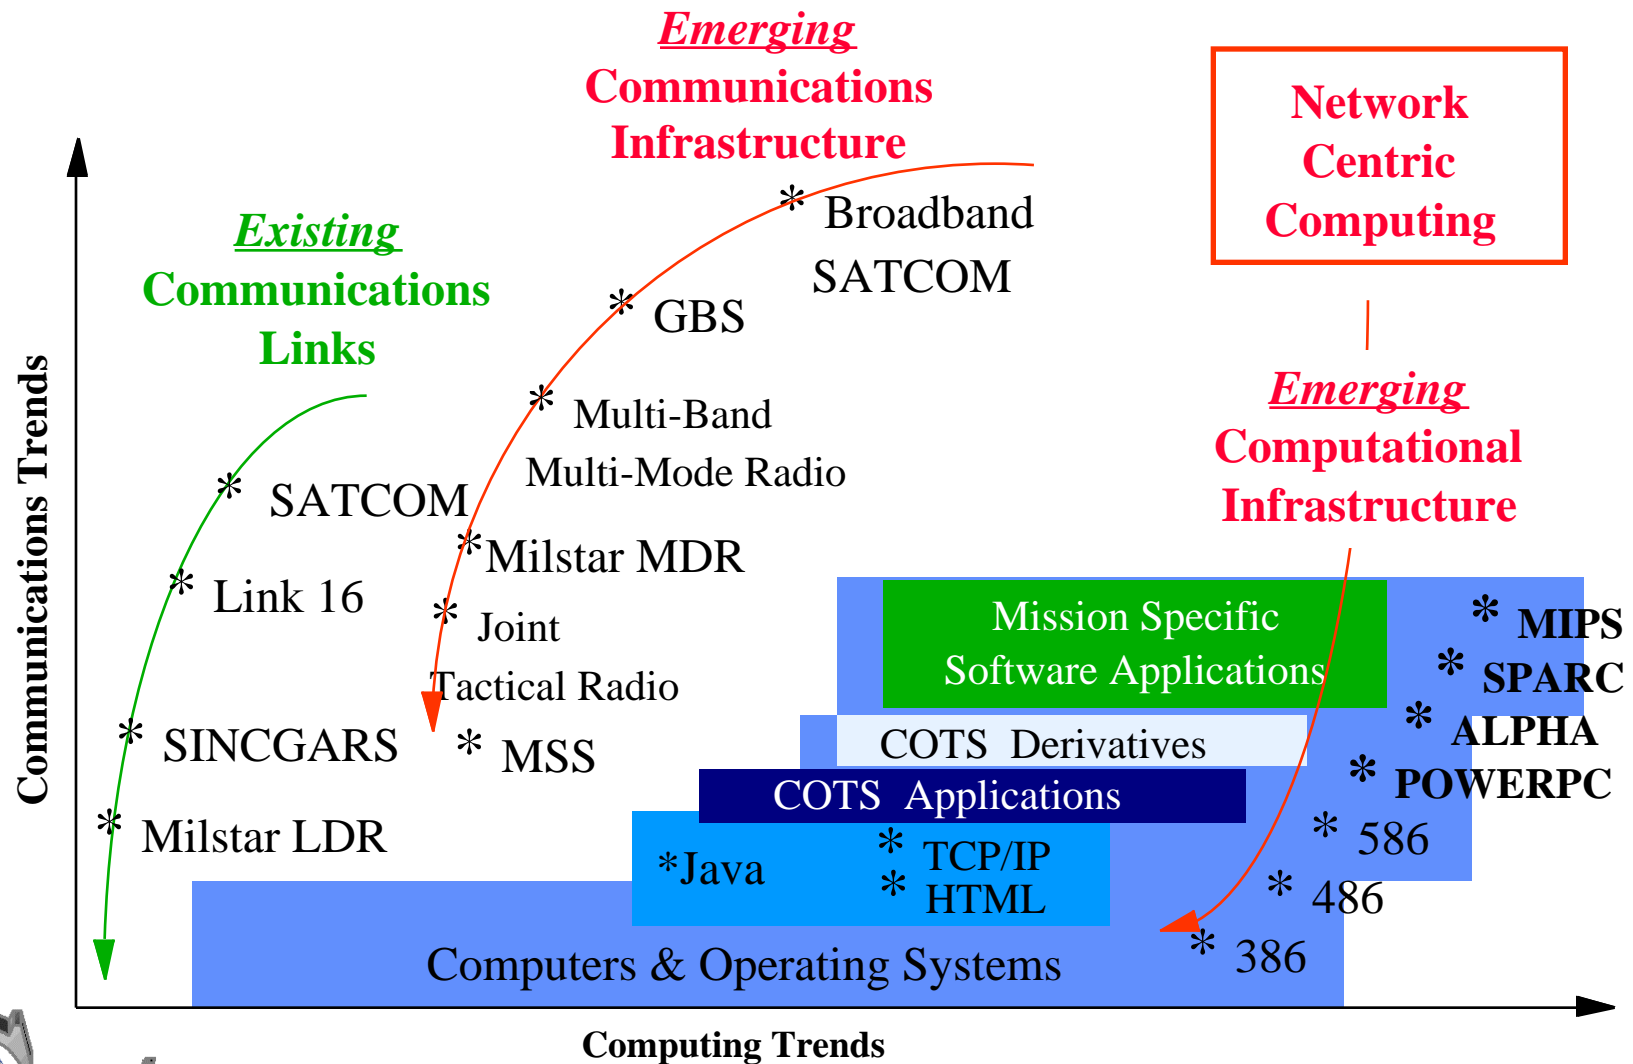 Emerging
Communications
Infrastructure
Network
Centric
Computing
Existing
Communications
Links
* Broadband
SATCOM
* GBS
* Multi-Band
Multi-Mode Radio
* SATCOM
* Link 16
* SINCGARS
* Milstar LDR
* Milstar MDR
* Joint
Tactical Radio
* MSS
Emerging
Computational
Infrastructure
Mission Specific
Software Applications
COTS Derivatives
COTS Applications
*Java
* TCP/IP
* HTML
Computers & Operating Systems
* MIPS
* SPARC
* ALPHA
* POWERPC
* 586
* 486
* 386
Communications Trends
Computing Trends